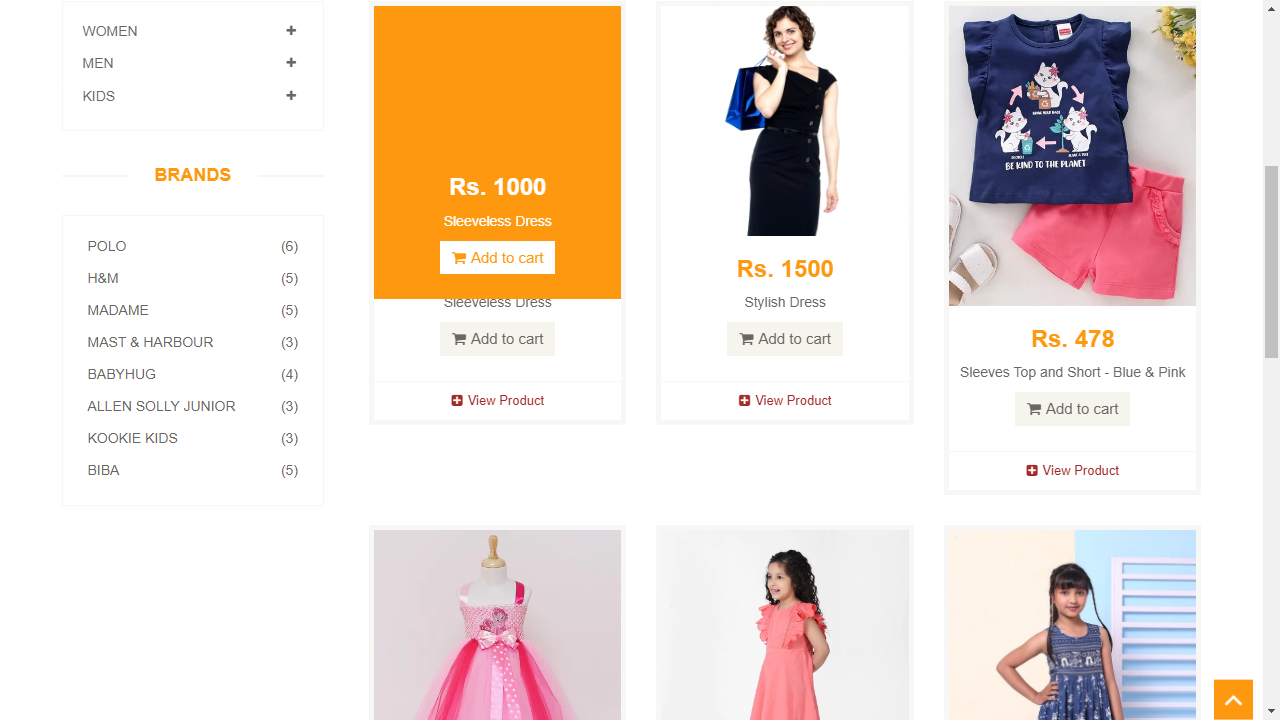 WOMEN
MEN
KIDS
BRANDS
POLO (6)
H&M (5)
MADAME (5)
MAST & HARBOUR (3)
BABYHUG (4)
ALLEN SOLLY JUNIOR (3)
KOOKIE KIDS (3)
BIBA (5)
Rs. 1000
Sleeveless Dress
Add to cart
Sleeveless Dress
Add to cart
View Product
Rs. 1500
Stylish Dress
Add to cart
View Product
BE KIND TO THE PLANET
Rs. 478
Sleeves Top and Short - Blue & Pink
Add to cart
View Product